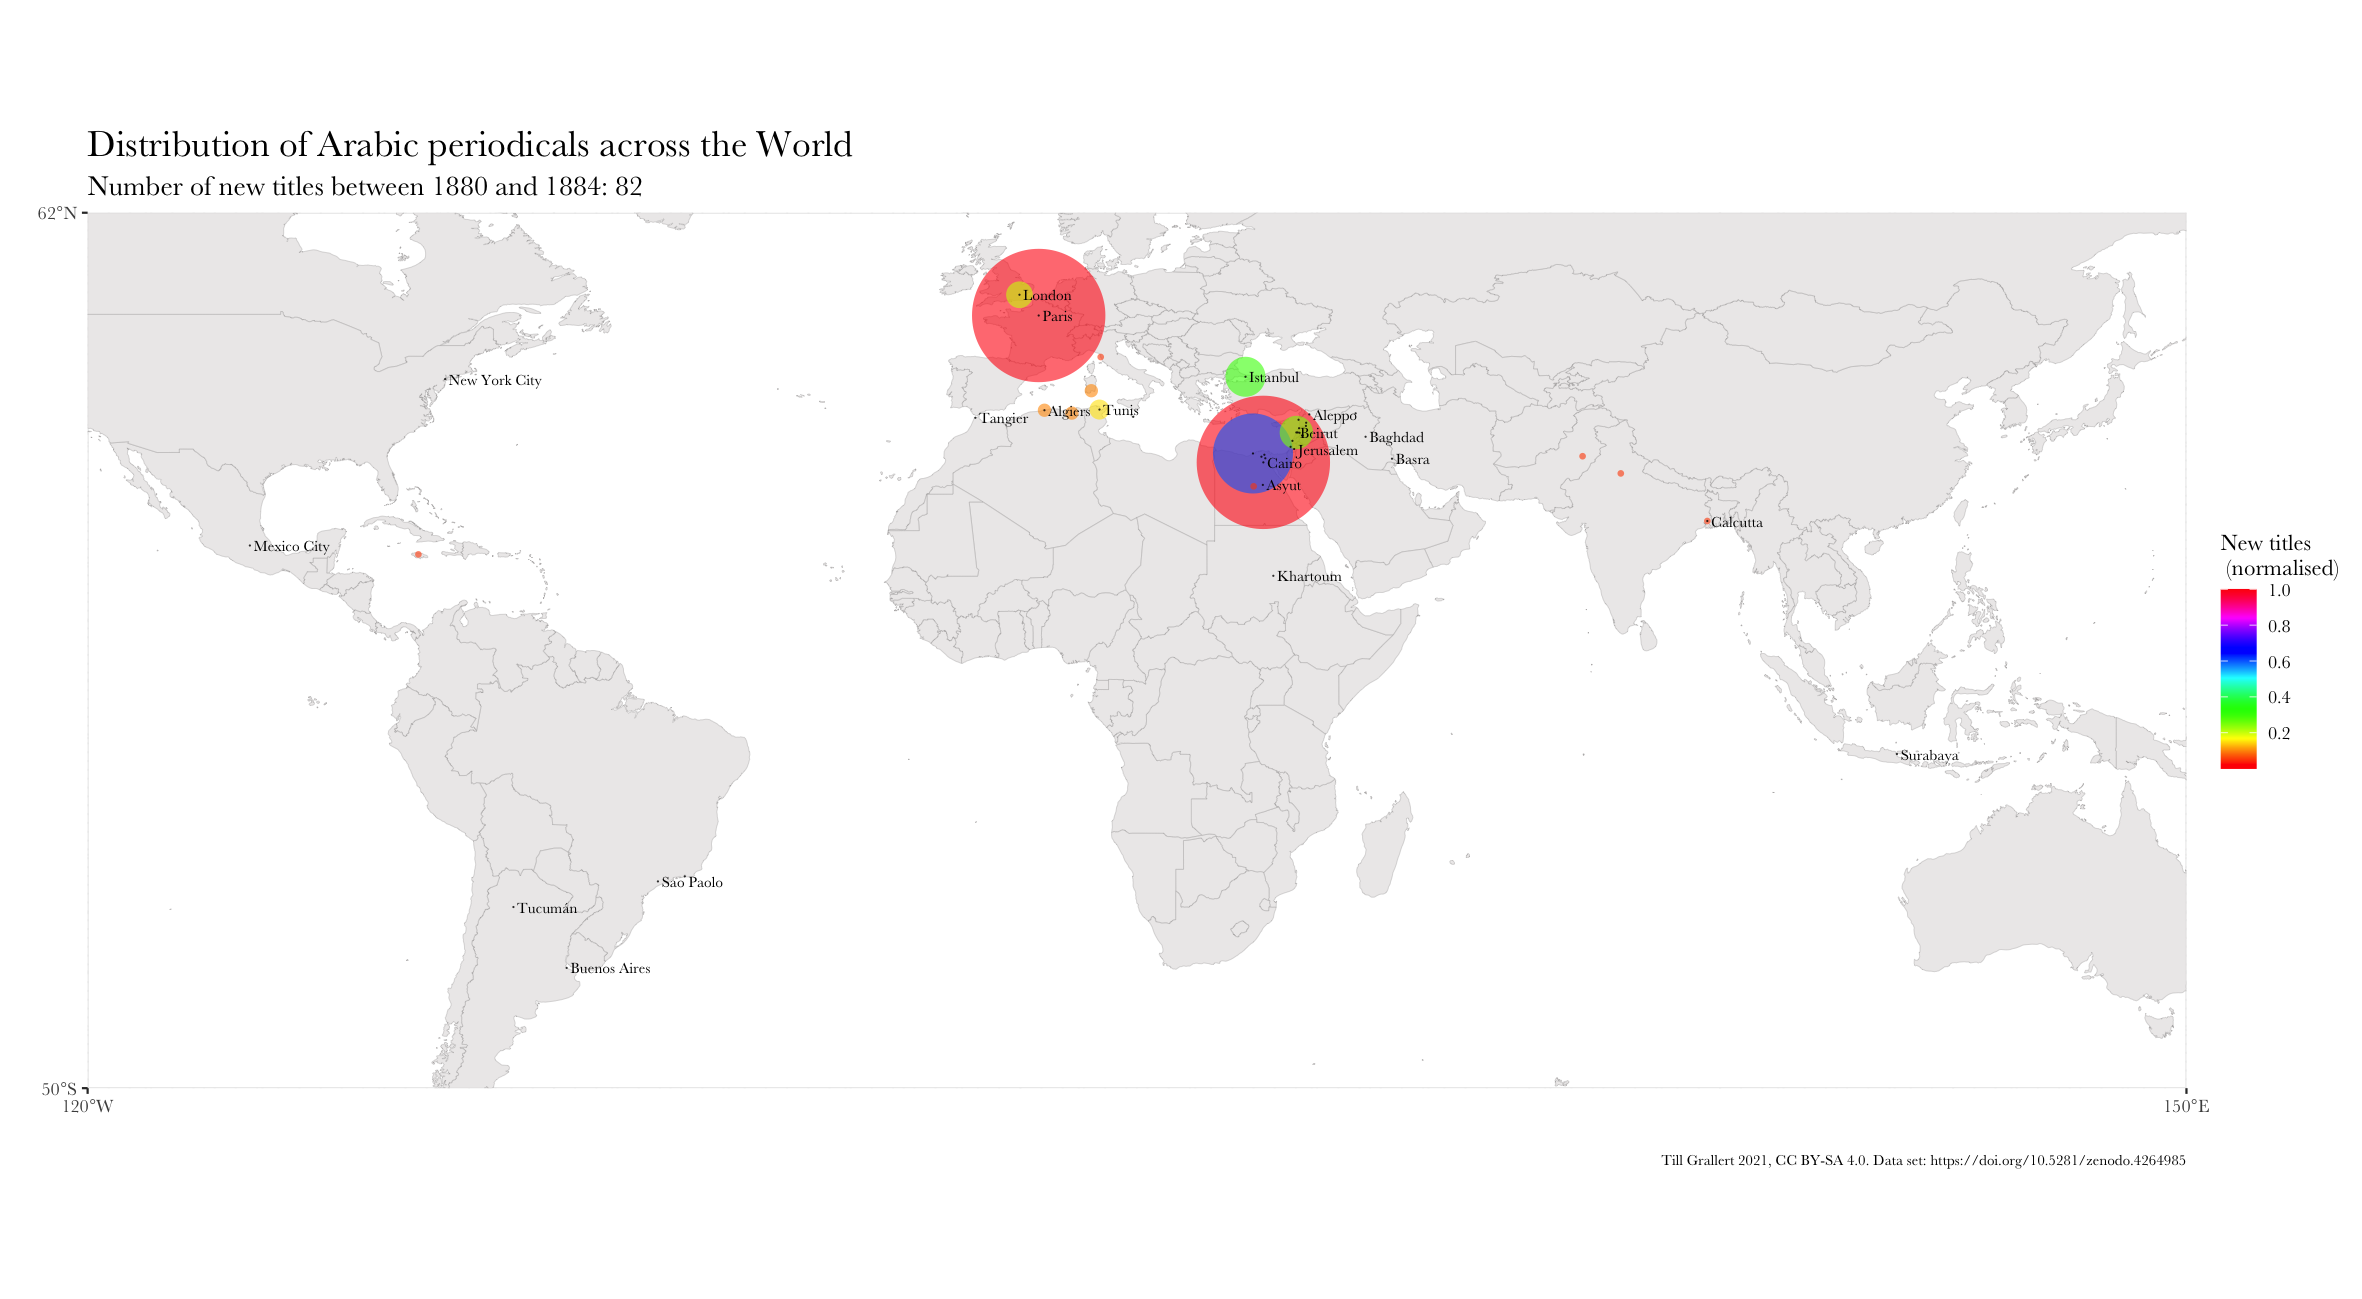 Distribution of Arabic periodicals across the World
Number of new titles between 1880 and 1884: 82
62°N
London
Paris
Istanbul
New York City
Algiers
Tunis
Tangier
Aleppo
Beirut
Baghdad
Jerusalem
Cairo
Basra
Asyut
Calcutta
Mexico City
Khartoum
New titles
(normalised)
1.0
0.8
0.6
0.4
0.2
Surabaya
São Paolo
Tucumán
Buenos Aires
50°S
120°W
150°E
Till Grallert 2021, CC BY-SA 4.0. Data set: https://doi.org/10.5281/zenodo.4264985